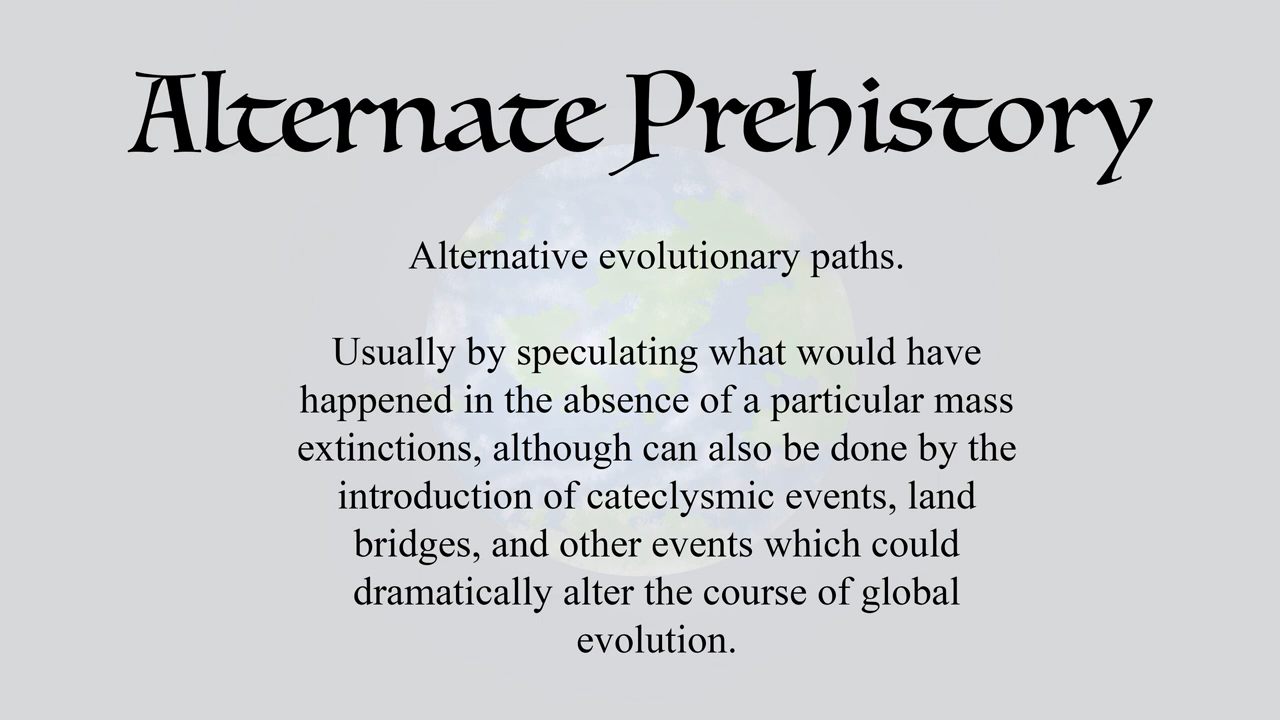 Alternate Prehistory
Alternative evolutionary paths.
Usually by speculating what would have
happened in the absence of a particular mass
extinctions, although can also be done by the
introduction of cateclysmic events, land
bridges, and other events which could
dramatically alter the course of global
evolution.